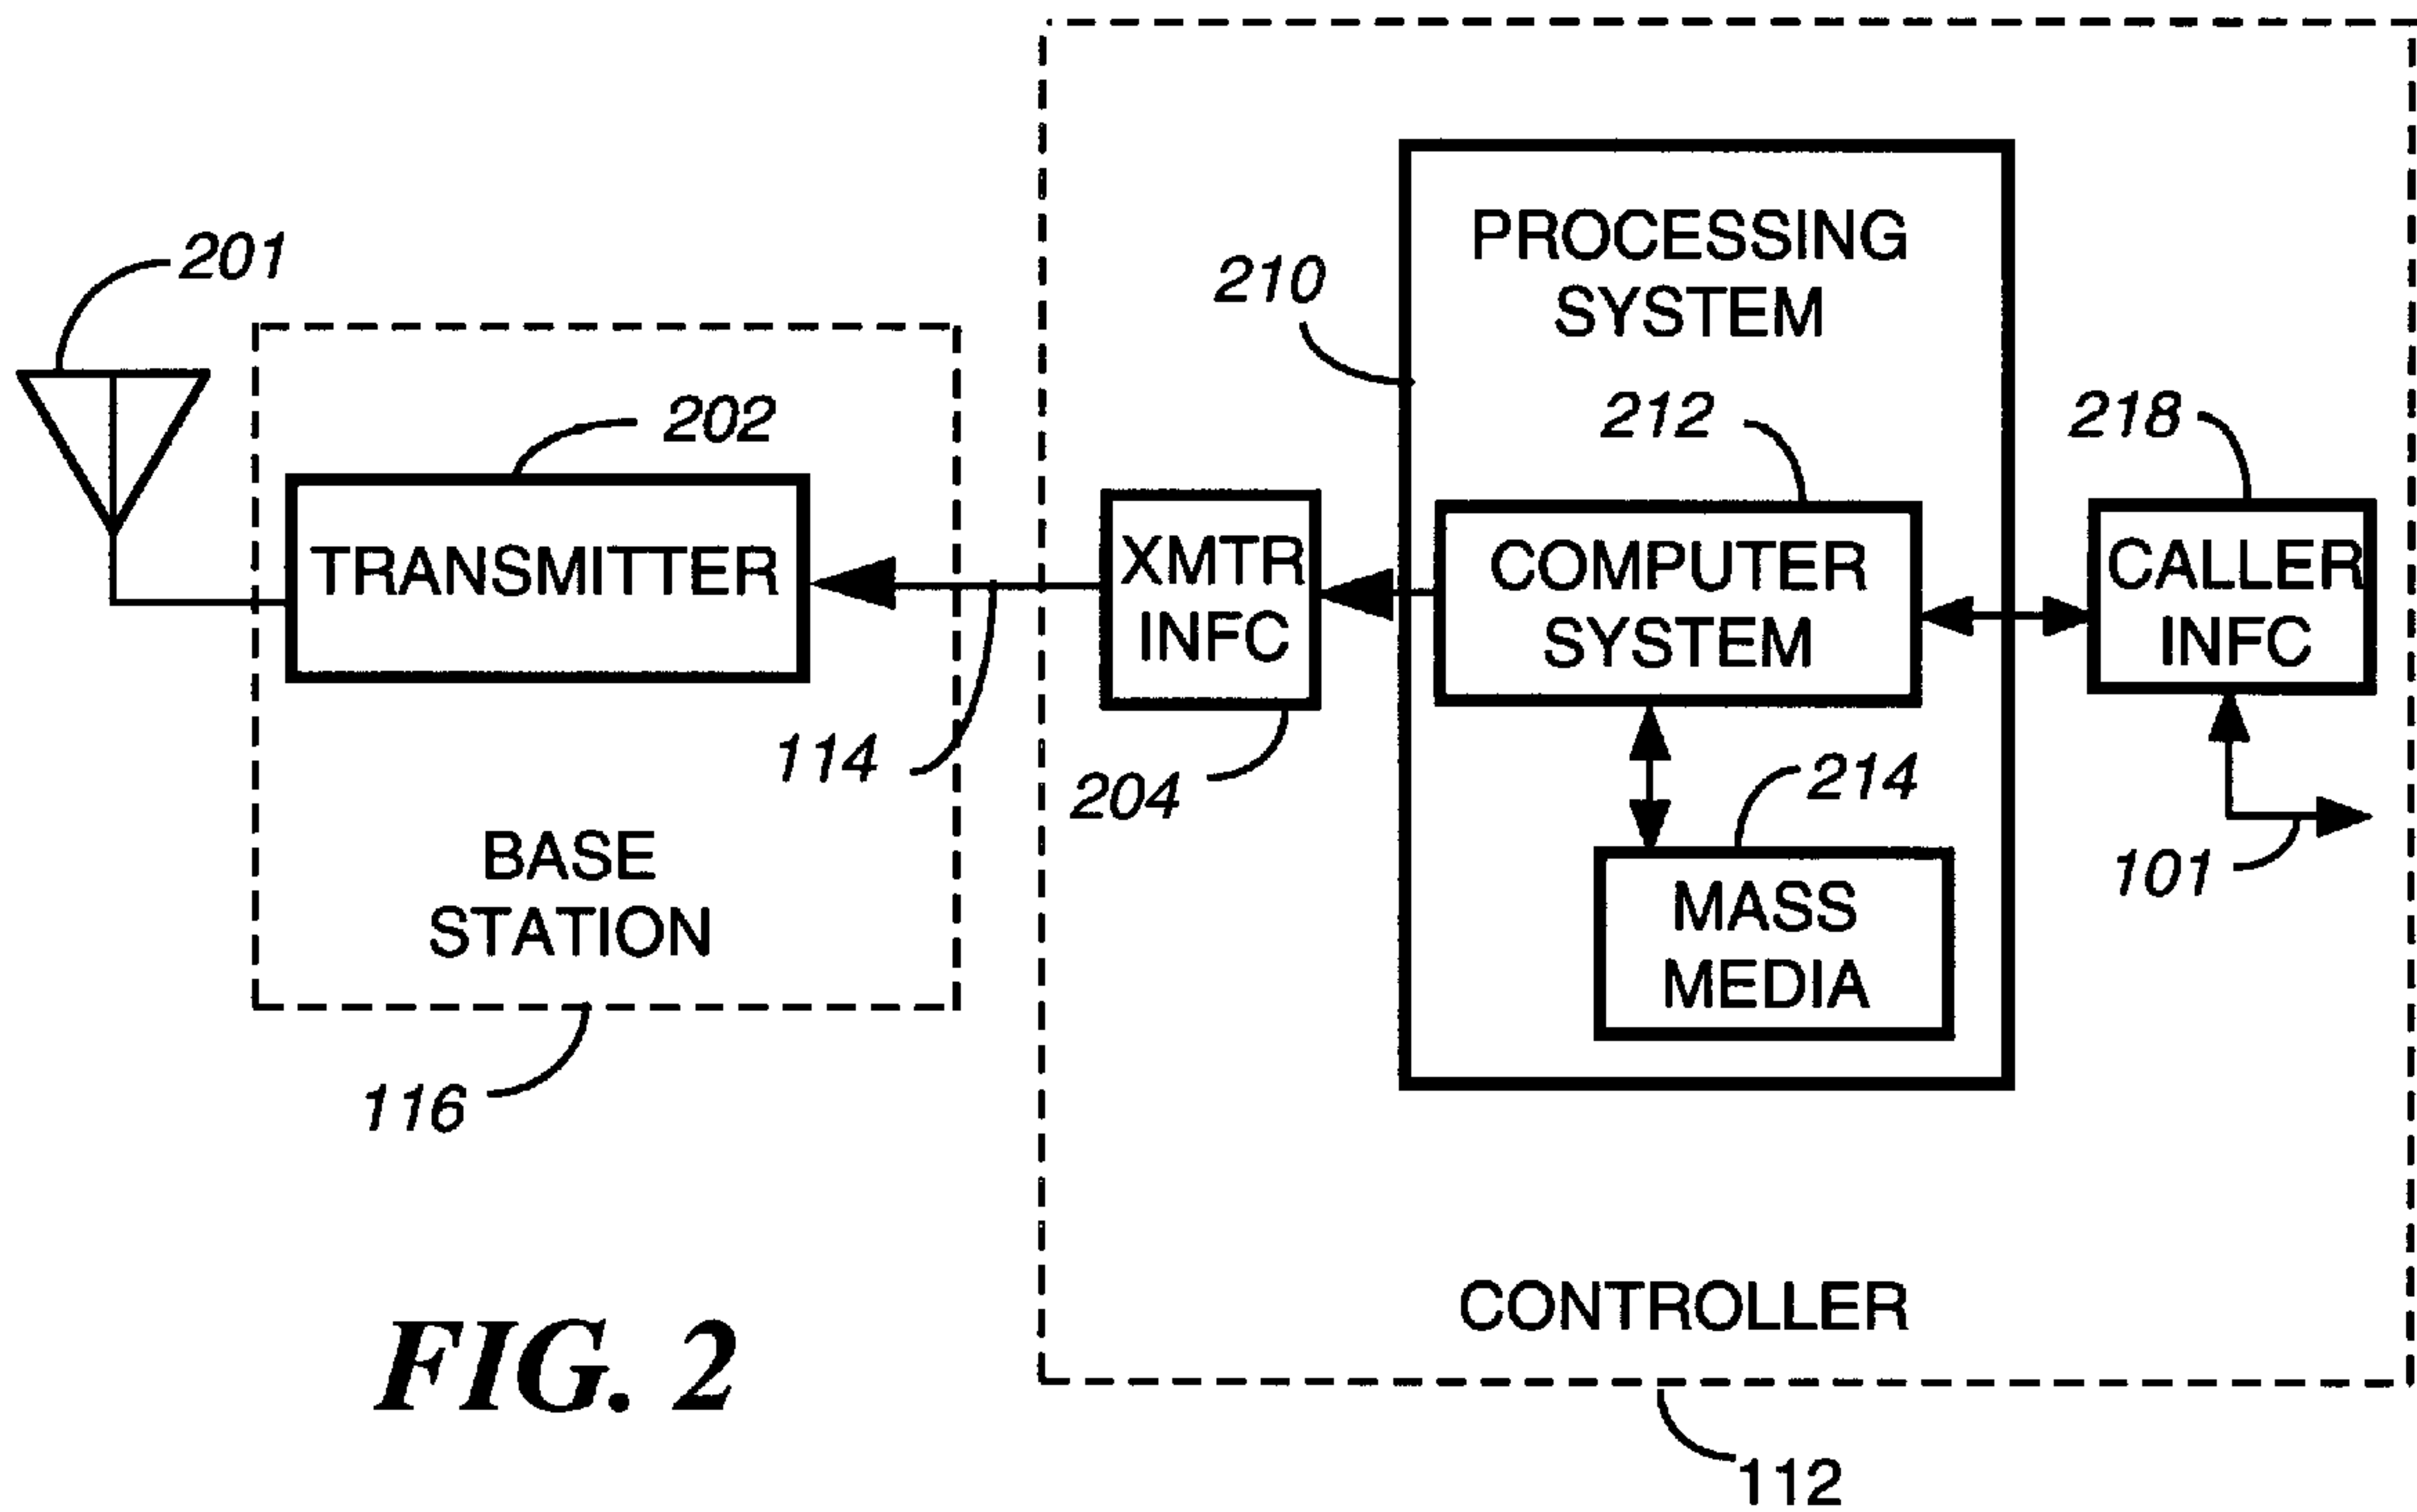 201
202
TRANSMITTER
114
BASE
STATION
116
XMTR
INFC
204
210
PROCESSING
SYSTEM
212
COMPUTER
SYSTEM
214
MASS
MEDIA
218
CALLER
INFC
101
CONTROLLER
112
FIG. 2